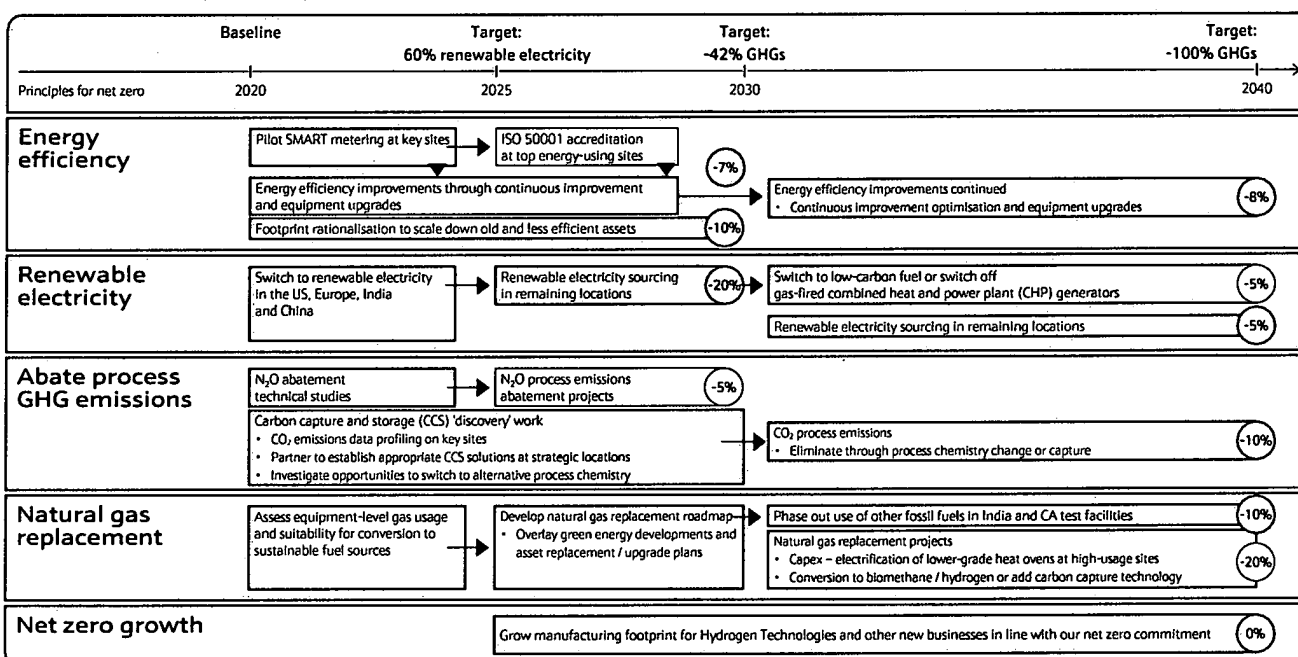 Baseline
Target:
60% renewable electricity
Target:
-42% GHGs
Target:
-100% GHGs
Principles for net zero
2020
2025
2030
2040
Energy
efficiency
Pilot SMART metering at key sites
ISO 50001 accreditation
at top energy-using sites
-7%
Energy efficiency improvements through continuous improvement
and equipment upgrades
Energy efficiency improvements continued
• Continuous improvement optimisation and equipment upgrades
-8%
Footprint rationalisation to scale down old and less efficient assets
-10%
Renewable
electricity
Switch to renewable electricity
in the US, Europe, India
and China
Renewable electricity sourcing
in remaining locations
-20%
Switch to low-carbon fuel or switch off
gas-fired combined heat and power plant (CHP) generators
-5%
Renewable electricity sourcing in remaining locations
-5%
Abate process
GHG emissions
N₂O abatement
technical studies
N₂O process emissions
abatement projects
-5%
Carbon capture and storage (CCS) 'discovery' work
• CO₂ emissions data profiling on key sites
• Partner to establish appropriate CCS solutions at strategic locations
• Investigate opportunities to switch to alternative process chemistry
CO₂ process emissions
• Eliminate through process chemistry change or capture
-10%
Natural gas
replacement
Assess equipment-level gas usage
and suitability for conversion to
sustainable fuel sources
Develop natural gas replacement roadmap
• Overlay green energy developments and
asset replacement / upgrade plans
Phase out use of other fossil fuels in India and CA test facilities
-10%
Natural gas replacement projects
• Capex – electrification of lower-grade heat ovens at high-usage sites
• Conversion to biomethane / hydrogen or add carbon capture technology
-20%
Net zero growth
Grow manufacturing footprint for Hydrogen Technologies and other new businesses in line with our net zero commitment
0%